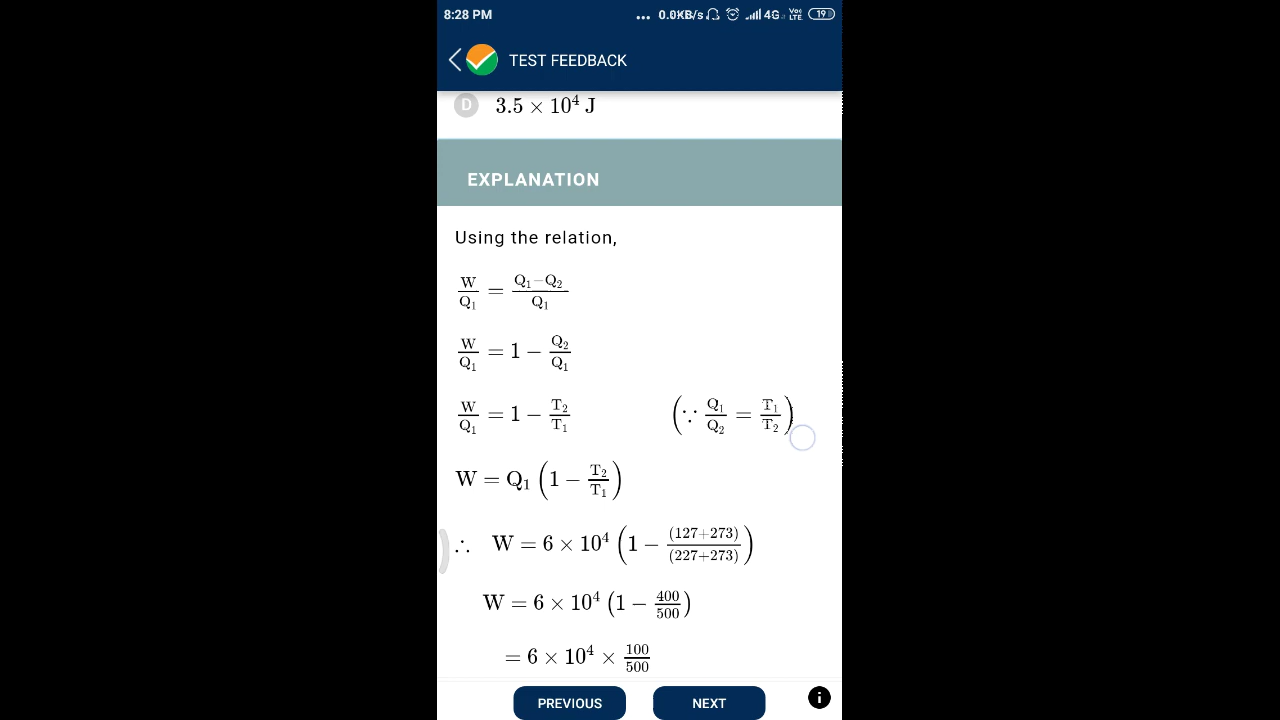 8:28 PM ... 0.0KB/s 4G Vo) LTE 19
TEST FEEDBACK
D 3.5 × 10⁴ J
EXPLANATION
Using the relation,
W/Q₁ = (Q₁−Q₂)/Q₁
W/Q₁ = 1 − Q₂/Q₁
W/Q₁ = 1 − T₂/T₁ (∵ Q₁/Q₂ = T₁/T₂)
W = Q₁ (1 − T₂/T₁)
∴ W = 6 × 10⁴ (1 − (127+273)/(227+273))
W = 6 × 10⁴ (1 − 400/500)
= 6 × 10⁴ × 100/500
PREVIOUS NEXT i